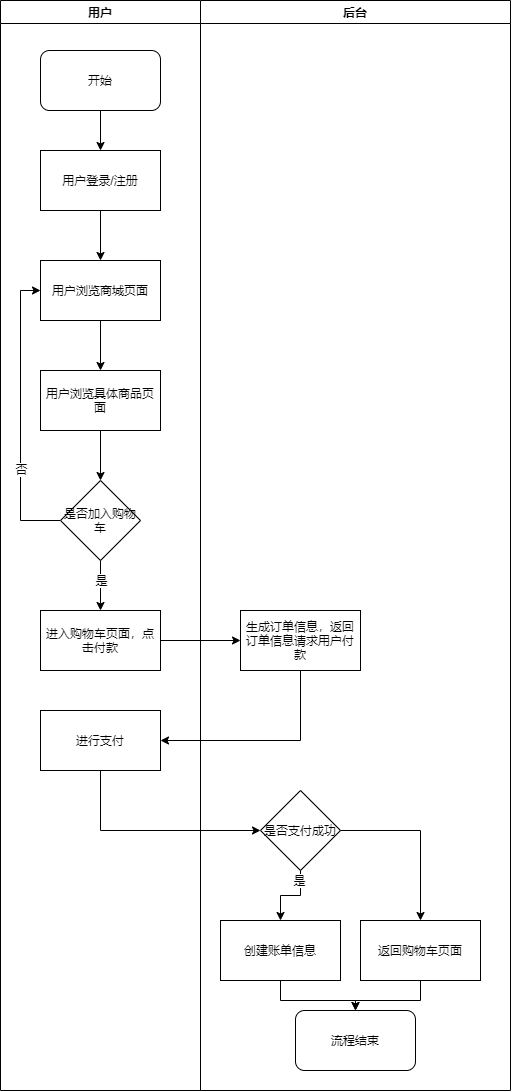 用户
后台
开始
用户登录/注册
用户浏览商城页面
用户浏览具体商品页
面
否
是否加入购物
车
是
进入购物车页面，点
击付款
生成订单信息，返回
订单信息请求用户付
款
进行支付
是否支付成功
是
创建账单信息
返回购物车页面
流程结束